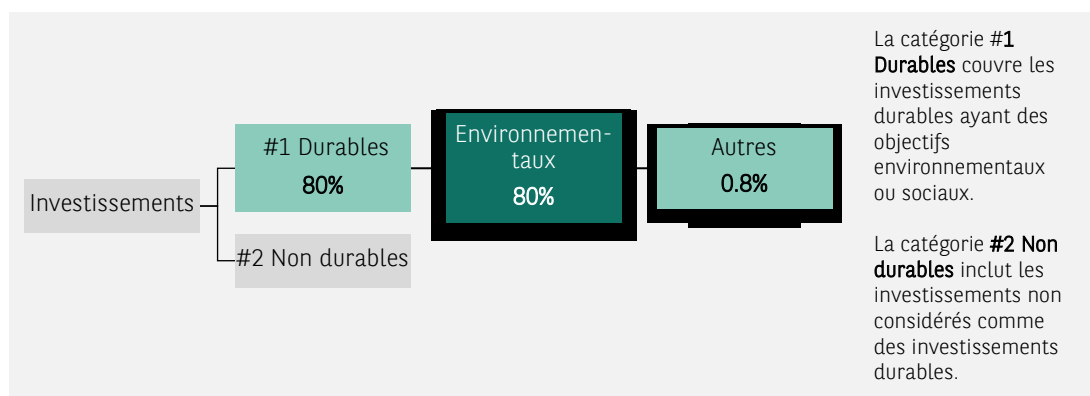 Investissements
#1 Durables
80%
#2 Non durables
Environnemen-
taux
80%
Autres
0.8%
La catégorie #1
Durables couvre les
investissements
durables ayant des
objectifs
environnementaux
ou sociaux.
La catégorie #2 Non
durables inclut les
investissements non
considérés comme
des investissements
durables.